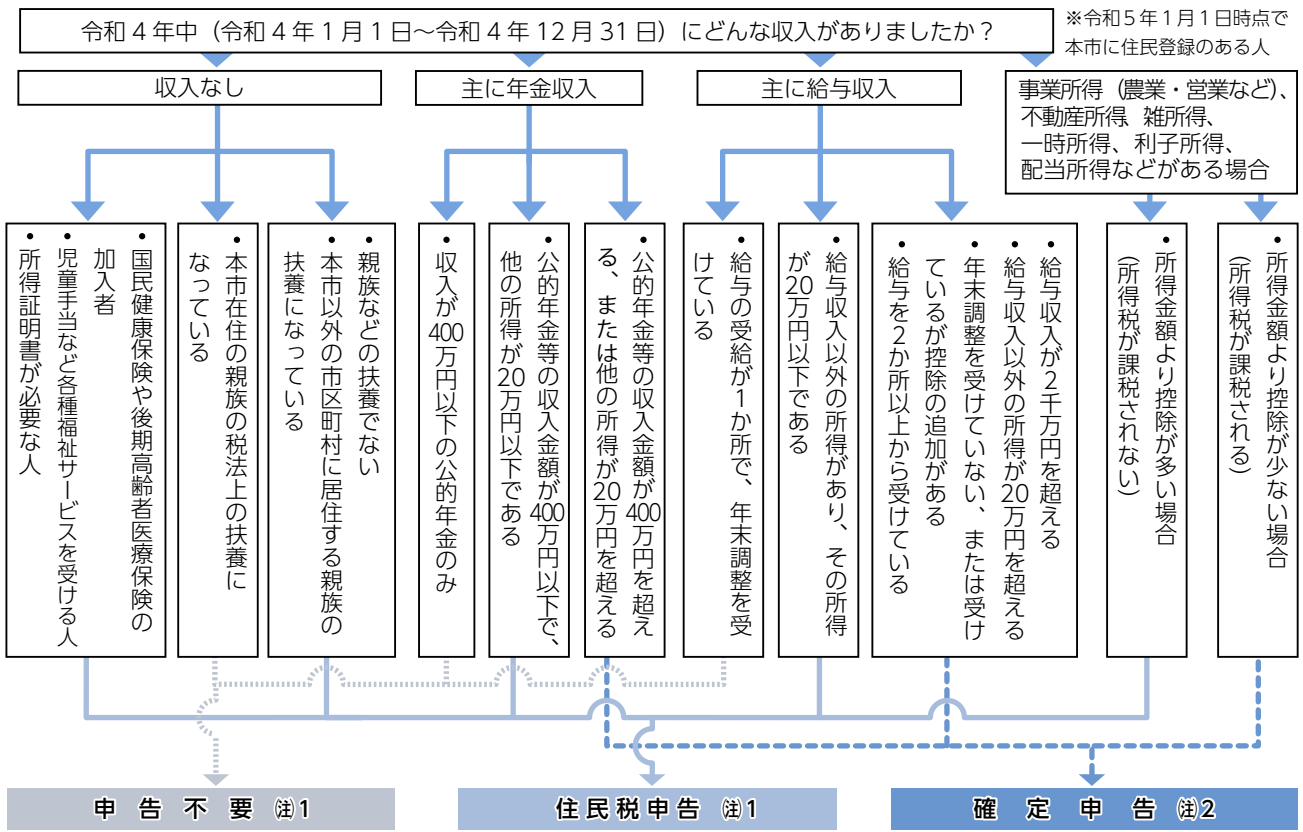 令和４年中（令和４年１月１日～令和４年12月31日）にどんな収入がありましたか？
※令和５年１月１日時点で
本市に住民登録のある人
収入なし
主に年金収入
主に給与収入
事業所得（農業・営業など）、
不動産所得、雑所得、
一時所得、利子所得、
配当所得などがある場合
・国民健康保険や後期高齢者医療保険の
加入者
・児童手当など各種福祉サービスを受ける人
・所得証明書が必要な人
・本市在住の親族の税法上の扶養に
なっている
・親族などの扶養でない
・本市以外の市区町村に居住する親族の
扶養になっている
・収入が400万円以下の公的年金のみ
・公的年金等の収入金額が400万円以下で、
他の所得が20万円以下である
・公的年金等の収入金額が400万円を超え
る、または他の所得が20万円を超える
・給与の受給が1か所で、年末調整を受
けている
・給与収入以外の所得があり、その所得
が20万円以下である
・給与収入が2千万円を超える
・給与収入以外の所得が20万円を超える
・年末調整を受けていない、または受け
ているが控除の追加がある
・給与を2か所以上から受けている
・所得金額より控除が多い場合
（所得税が課税されない）
・所得金額より控除が少ない場合
（所得税が課税される）
申告不要 ㊟1
住民税申告 ㊟1
確定申告 ㊟2